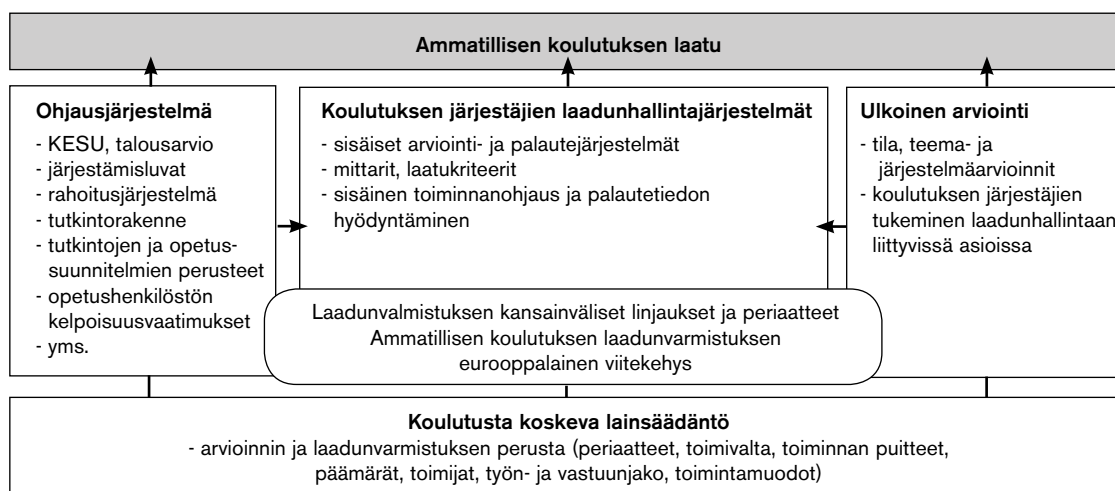 Ammatillisen koulutuksen laatu
Ohjausjärjestelmä
- KESU, talousarvio
- järjestämisluvat
- rahoitusjärjestelmä
- tutkintorakenne
- tutkintojen ja opetus-
suunnitelmien perusteet
- opetushenkilöstön
kelpoisuusvaatimukset
- yms.
Koulutuksen järjestäjien laadunhallintajärjestelmät
- sisäiset arviointi- ja palautejärjestelmät
- mittarit, laatukriteerit
- sisäinen toiminnanohjaus ja palautetiedon
hyödyntäminen
Ulkoinen arviointi
- tila, teema- ja
järjestelmäarvioinnit
- koulutuksen järjestäjien
tukeminen laadunhallintaan
liittyvissä asioissa
Laadunvalmistuksen kansainväliset linjaukset ja periaatteet
Ammatillisen koulutuksen laadunvarmistuksen
eurooppalainen viitekehys
Koulutusta koskeva lainsäädäntö
- arvioinnin ja laadunvarmistuksen perusta (periaatteet, toimivalta, toiminnan puitteet,
päämärät, toimijat, työn- ja vastuunjako, toimintamuodot)